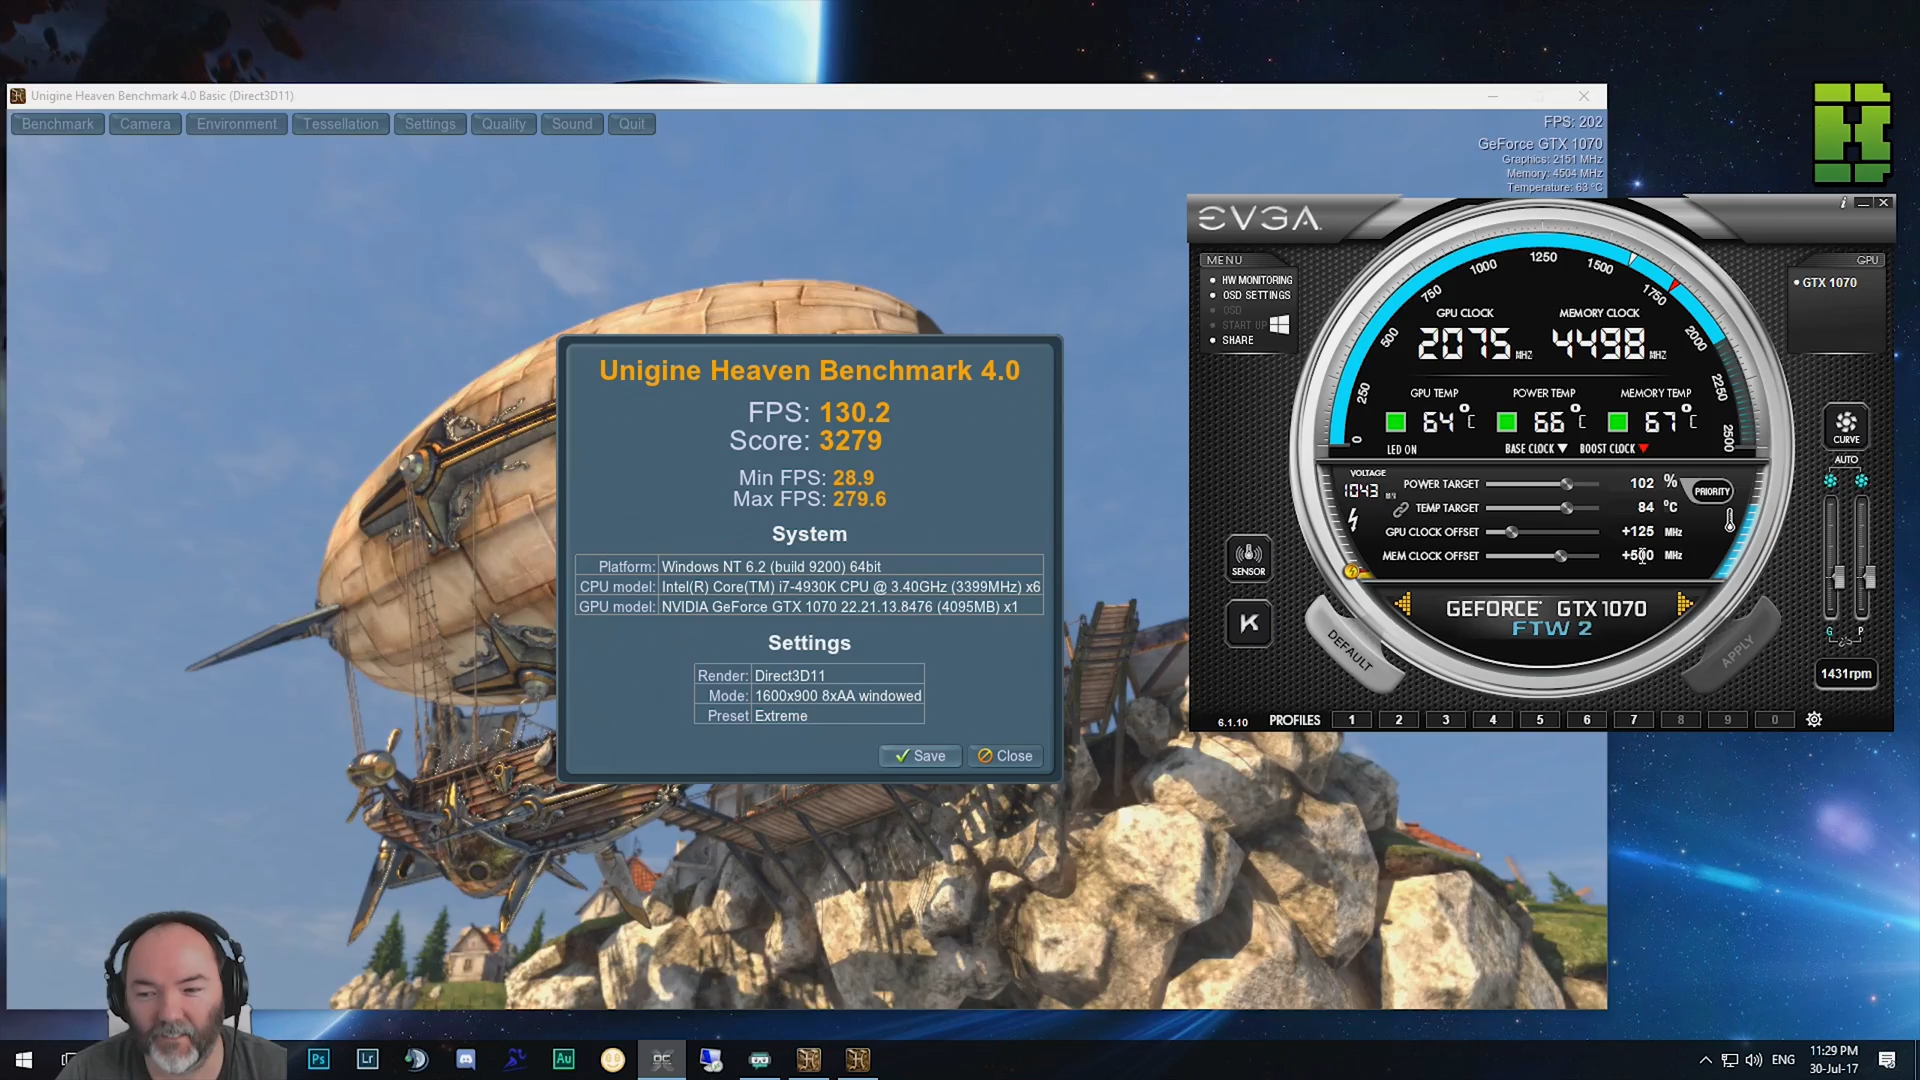 Unigine Heaven Benchmark 4.0 Basic (Direct3D11)
Benchmark Camera Environment Tessellation Settings Quality Sound Quit
FPS: 202
GeForce GTX 1070
Graphics: 2151 MHz
Memory: 4504 MHz
Temperature: 63 °C
Unigine Heaven Benchmark 4.0
FPS: 130.2
Score: 3279
Min FPS: 28.9
Max FPS: 279.6
System
Platform: Windows NT 6.2 (build 9200) 64bit
CPU model: Intel(R) Core(TM) i7-4930K CPU @ 3.40GHz (3399MHz) x6
GPU model: NVIDIA GeForce GTX 1070 22.21.13.8476 (4095MB) x1
Settings
Render: Direct3D11
Mode: 1600x900 8xAA windowed
Preset Extreme
Save Close
EVGA
MENU
HW MONITORING
OSD SETTINGS
OSD
START UP
SHARE
GPU
GTX 1070
0 250 500 750 1000 1250 1500 1750 2000 2250 2500
GPU CLOCK MEMORY CLOCK
2075 MHZ 4498 MHZ
GPU TEMP POWER TEMP MEMORY TEMP
64°C 66°C 67°C
LED ON BASE CLOCK BOOST CLOCK
VOLTAGE
1043
POWER TARGET 102 %
PRIORITY
TEMP TARGET 84 °C
GPU CLOCK OFFSET +125 MHz
MEM CLOCK OFFSET +500 MHz
GEFORCE GTX 1070
FTW 2
DEFAULT
APPLY
SENSOR
K
CURVE
AUTO
G P
1431rpm
6.1.10 PROFILES 1 2 3 4 5 6 7 8 9 0
Ps Lr Au
ENG
11:29 PM
30-Jul-17